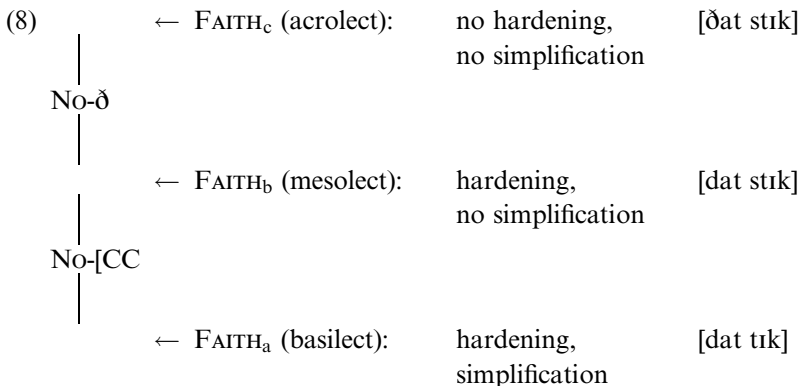 (8) ← FAITHc (acrolect): no hardening, [ðat stɪk]
no simplification
No-ð
← FAITHb (mesolect): hardening, [dat stɪk]
no simplification
No-[CC
← FAITHa (basilect): hardening, [dat tɪk]
simplification